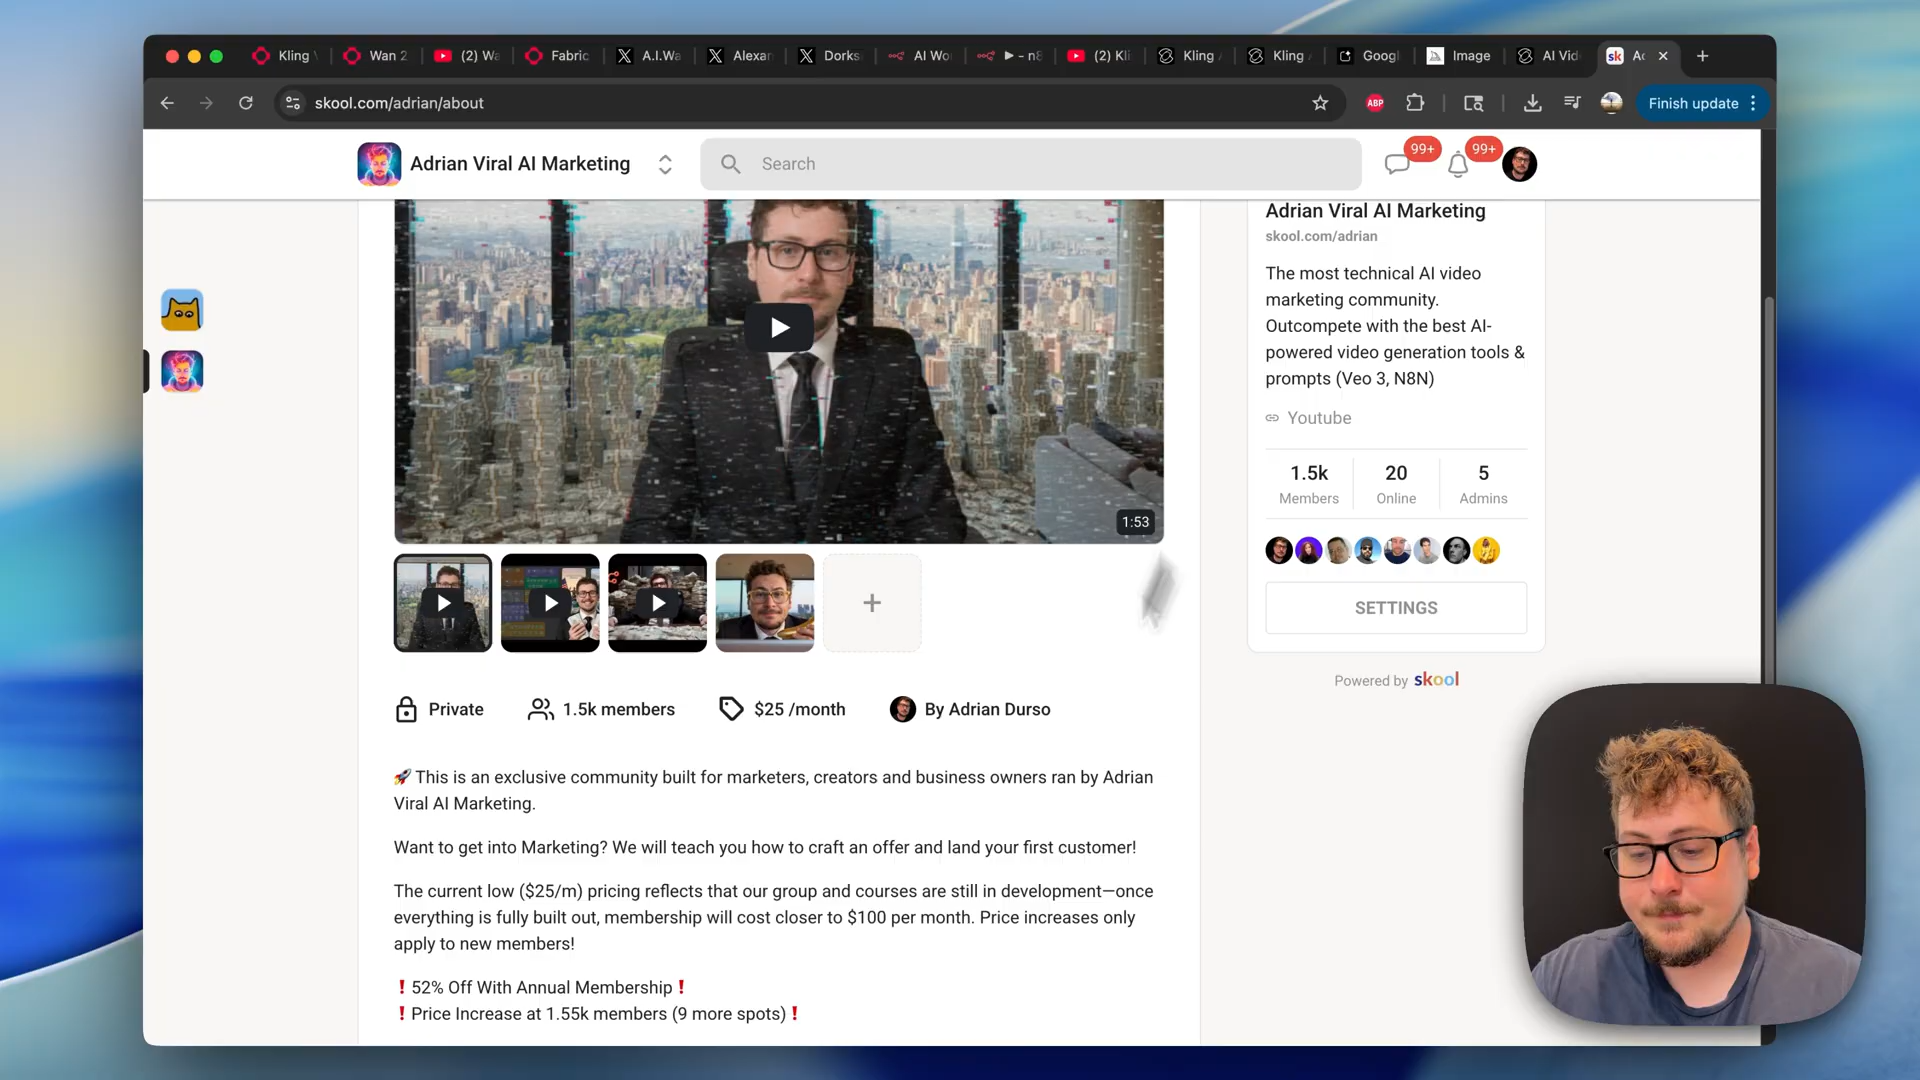 Kling
Wan 2
(2) Wa
Fabric
A.I.Wa
Alexan
Dorks
AI Wo
▶ - n8
(2) Kli
Kling
Kling
Googl
Image
AI Vid
sk
skool.com/adrian/about
ABP
Finish update
Adrian Viral AI Marketing
Search
99+
99+
1:53
Adrian Viral AI Marketing
skool.com/adrian
The most technical AI video
marketing community.
Outcompete with the best AI-
powered video generation tools &
prompts (Veo 3, N8N)
Youtube
1.5k
Members
20
Online
5
Admins
SETTINGS
Powered by skool
Private
1.5k members
$25 /month
By Adrian Durso
🚀 This is an exclusive community built for marketers, creators and business owners ran by Adrian
Viral AI Marketing.
Want to get into Marketing? We will teach you how to craft an offer and land your first customer!
The current low ($25/m) pricing reflects that our group and courses are still in development—once
everything is fully built out, membership will cost closer to $100 per month. Price increases only
apply to new members!
❗ 52% Off With Annual Membership ❗
❗ Price Increase at 1.55k members (9 more spots) ❗